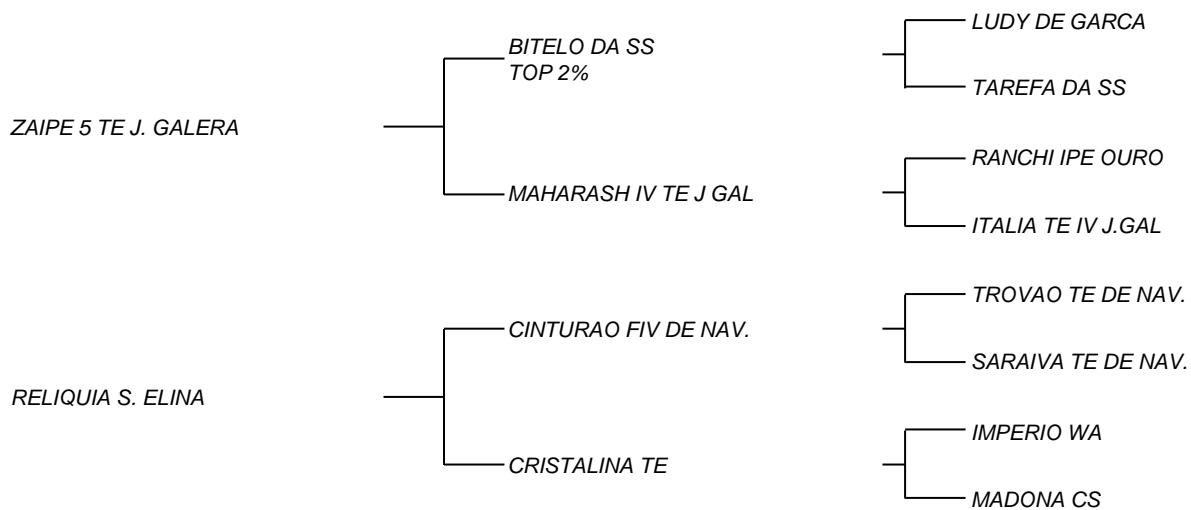 LUDY DE GARCA
BITELO DA SS
TOP 2%
TAREFA DA SS
ZAIPE 5 TE J. GALERA
RANCHI IPE OURO
MAHARASH IV TE J GAL
ITALIA TE IV J.GAL
TROVAO TE DE NAV.
CINTURAO FIV DE NAV.
SARAIVA TE DE NAV.
RELIQUIA S. ELINA
IMPERIO WA
CRISTALINA TE
MADONA CS